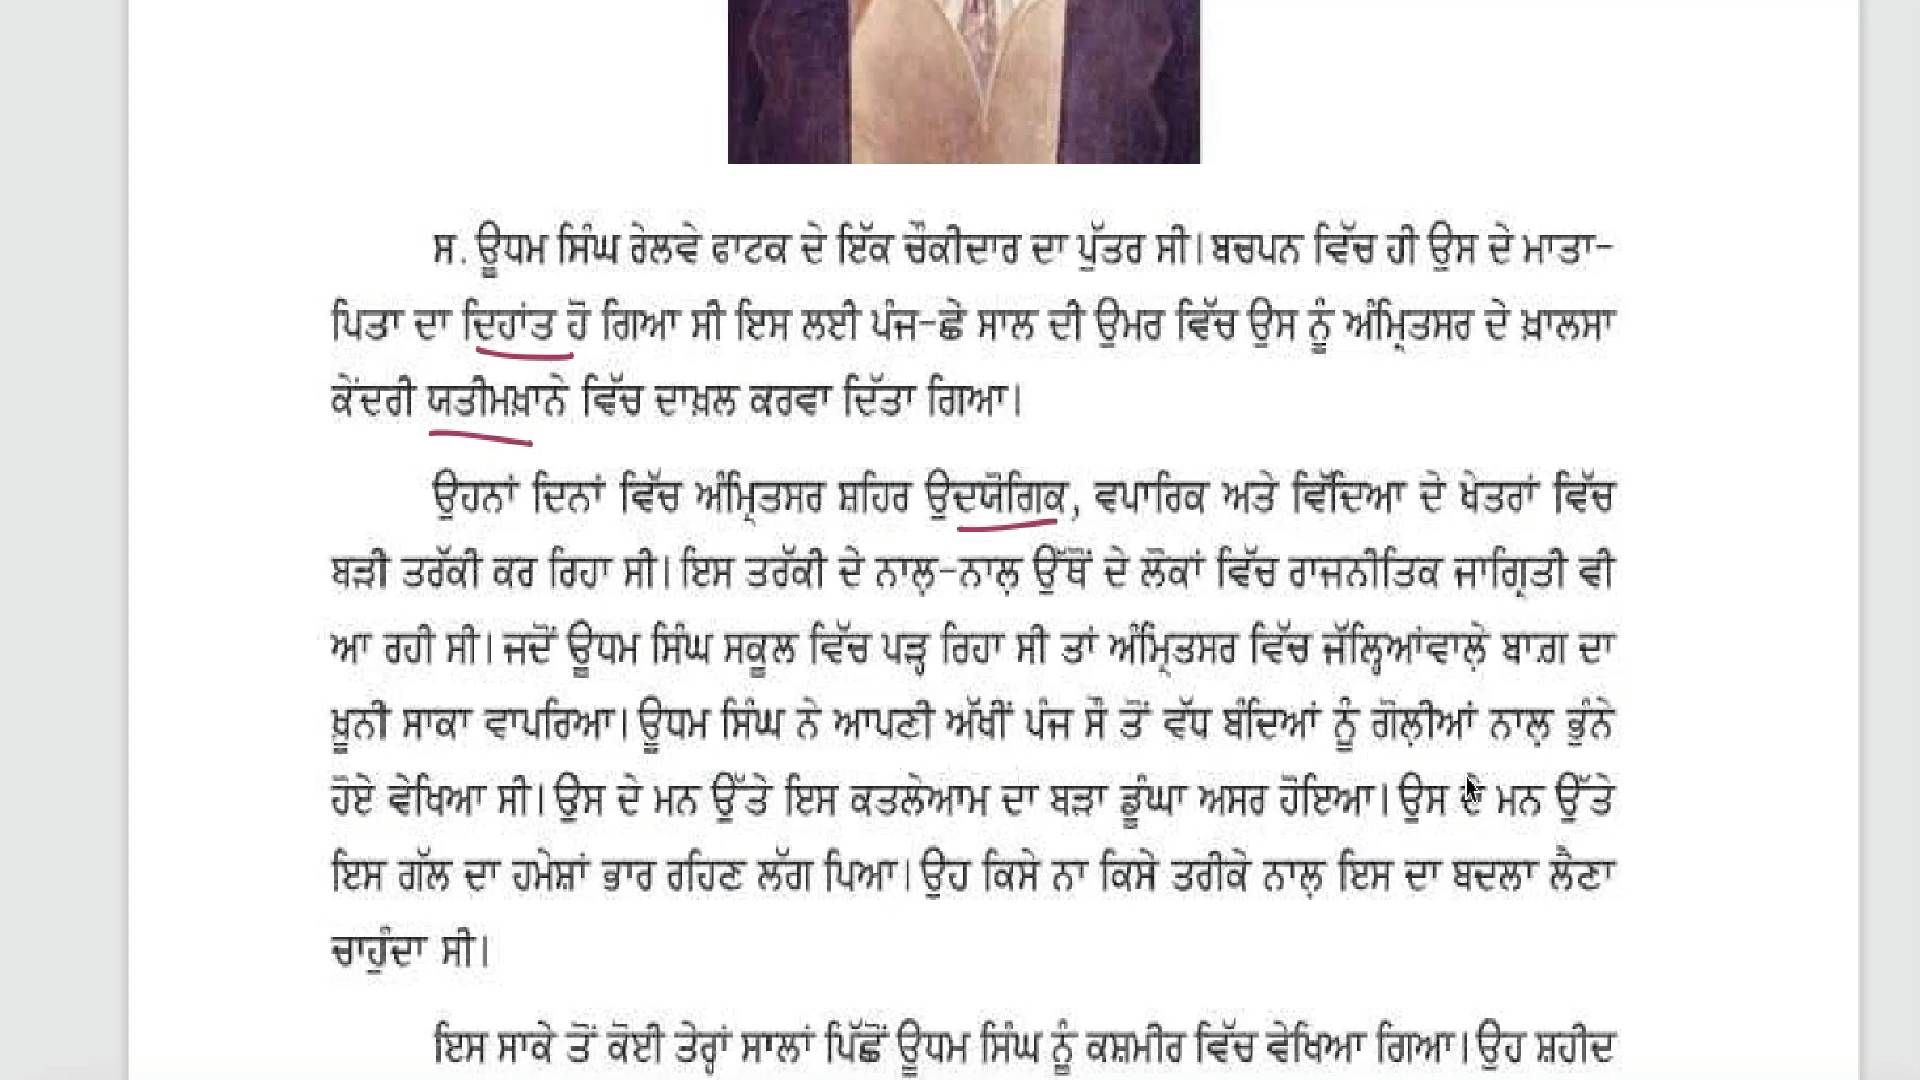 ਸ. ਊਧਮ ਸਿੰਘ ਰੇਲਵੇ ਫਾਟਕ ਦੇ ਇੱਕ ਚੌਕੀਦਾਰ ਦਾ ਪੁੱਤਰ ਸੀ। ਬਚਪਨ ਵਿੱਚ ਹੀ ਉਸ ਦੇ ਮਾਤਾ-
ਪਿਤਾ ਦਾ ਦਿਹਾਂਤ ਹੋ ਗਿਆ ਸੀ ਇਸ ਲਈ ਪੰਜ-ਛੇ ਸਾਲ ਦੀ ਉਮਰ ਵਿੱਚ ਉਸ ਨੂੰ ਅੰਮ੍ਰਿਤਸਰ ਦੇ ਖ਼ਾਲਸਾ
ਕੇਂਦਰੀ ਯਤੀਮਖ਼ਾਨੇ ਵਿੱਚ ਦਾਖ਼ਲ ਕਰਵਾ ਦਿੱਤਾ ਗਿਆ।
ਉਹਨਾਂ ਦਿਨਾਂ ਵਿੱਚ ਅੰਮ੍ਰਿਤਸਰ ਸ਼ਹਿਰ ਉਦਯੋਗਿਕ, ਵਪਾਰਿਕ ਅਤੇ ਵਿੱਦਿਆ ਦੇ ਖੇਤਰਾਂ ਵਿੱਚ
ਬੜੀ ਤਰੱਕੀ ਕਰ ਰਿਹਾ ਸੀ। ਇਸ ਤਰੱਕੀ ਦੇ ਨਾਲ਼-ਨਾਲ਼ ਉੱਥੋਂ ਦੇ ਲੋਕਾਂ ਵਿੱਚ ਰਾਜਨੀਤਿਕ ਜਾਗ੍ਰਿਤੀ ਵੀ
ਆ ਰਹੀ ਸੀ। ਜਦੋਂ ਊਧਮ ਸਿੰਘ ਸਕੂਲ ਵਿੱਚ ਪੜ੍ਹ ਰਿਹਾ ਸੀ ਤਾਂ ਅੰਮ੍ਰਿਤਸਰ ਵਿੱਚ ਜੱਲ੍ਹਿਆਂਵਾਲ਼ੇ ਬਾਗ਼ ਦਾ
ਖ਼ੂਨੀ ਸਾਕਾ ਵਾਪਰਿਆ। ਊਧਮ ਸਿੰਘ ਨੇ ਆਪਣੀ ਅੱਖੀਂ ਪੰਜ ਸੌ ਤੋਂ ਵੱਧ ਬੰਦਿਆਂ ਨੂੰ ਗੋਲ਼ੀਆਂ ਨਾਲ਼ ਭੁੰਨੇ
ਹੋਏ ਵੇਖਿਆ ਸੀ। ਉਸ ਦੇ ਮਨ ਉੱਤੇ ਇਸ ਕਤਲੇਆਮ ਦਾ ਬੜਾ ਡੂੰਘਾ ਅਸਰ ਹੋਇਆ। ਉਸ ਦੇ ਮਨ ਉੱਤੇ
ਇਸ ਗੱਲ ਦਾ ਹਮੇਸ਼ਾਂ ਭਾਰ ਰਹਿਣ ਲੱਗ ਪਿਆ। ਉਹ ਕਿਸੇ ਨਾ ਕਿਸੇ ਤਰੀਕੇ ਨਾਲ਼ ਇਸ ਦਾ ਬਦਲਾ ਲੈਣਾ
ਚਾਹੁੰਦਾ ਸੀ।
ਇਸ ਸਾਕੇ ਤੋਂ ਕੋਈ ਤੇਰ੍ਹਾਂ ਸਾਲਾਂ ਪਿੱਛੋਂ ਊਧਮ ਸਿੰਘ ਨੂੰ ਕਸ਼ਮੀਰ ਵਿੱਚ ਵੇਖਿਆ ਗਿਆ। ਉਹ ਸ਼ਹੀਦ